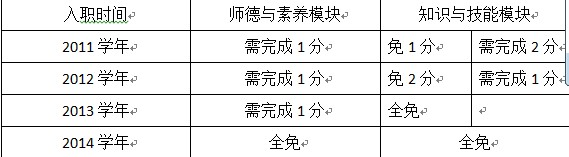 入职时间 师德与素养模块 知识与技能模块
2011 学年 需完成 1 分 免 1 分 需完成 2 分
2012 学年 需完成 1 分 免 2 分 需完成 1 分
2013 学年 需完成 1 分 全免
2014 学年 全免 全免